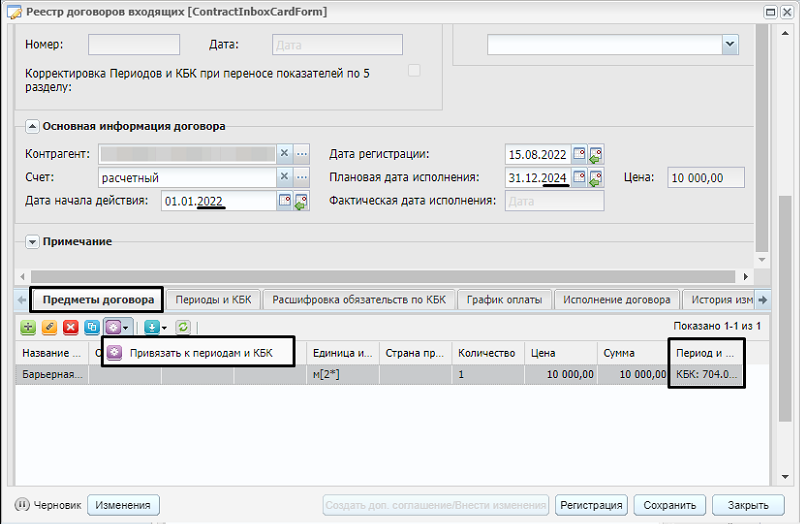 Реестр договоров входящих [ContractInboxCardForm]
Номер: Дата: Дата
Корректировка Периодов и КБК при переносе показателей по 5
разделу:
Основная информация договора
Контрагент: Дата регистрации: 15.08.2022
Счет: расчетный Плановая дата исполнения: 31.12.2024 Цена: 10 000,00
Дата начала действия: 01.01.2022 Фактическая дата исполнения: Дата
Примечание
Предметы договора Периоды и КБК Расшифровка обязательств по КБК График оплаты Исполнение договора История изм
Показано 1-1 из 1
Привязать к периодам и КБК
Название ... Единица и... Страна пр... Количество Цена Сумма Период и ...
Барьерная... м[2*] 1 10 000,00 10 000,00 КБК: 704.0...
Черновик Изменения Создать доп. соглашение/Внести изменения Регистрация Сохранить Закрыть